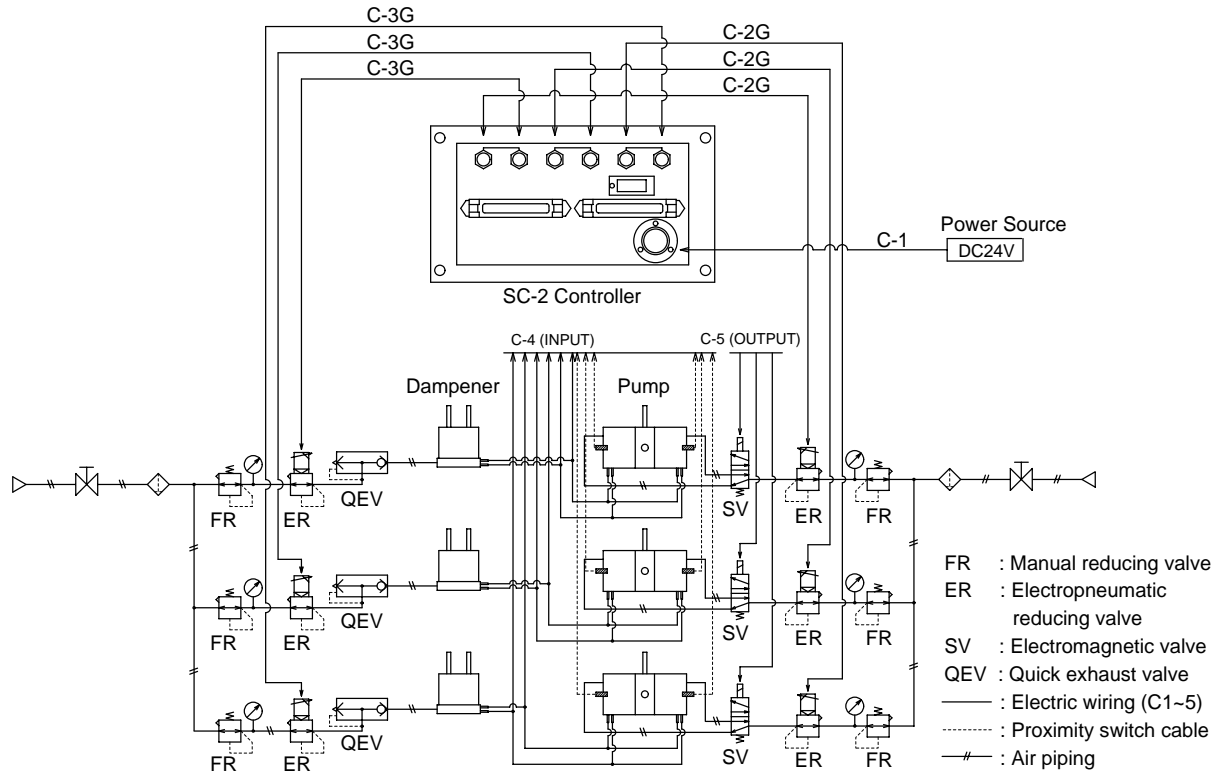 C-3G
C-3G
C-3G
C-2G
C-2G
C-2G
Power Source
C-1
DC24V
SC-2 Controller
C-4 (INPUT)
C-5 (OUTPUT)
Dampener
Pump
FR
ER
QEV
SV
ER
FR
FR
ER
QEV
SV
ER
FR
FR
ER
QEV
SV
ER
FR
FR : Manual reducing valve
ER : Electropneumatic
reducing valve
SV : Electromagnetic valve
QEV : Quick exhaust valve
: Electric wiring (C1~5)
: Proximity switch cable
: Air piping